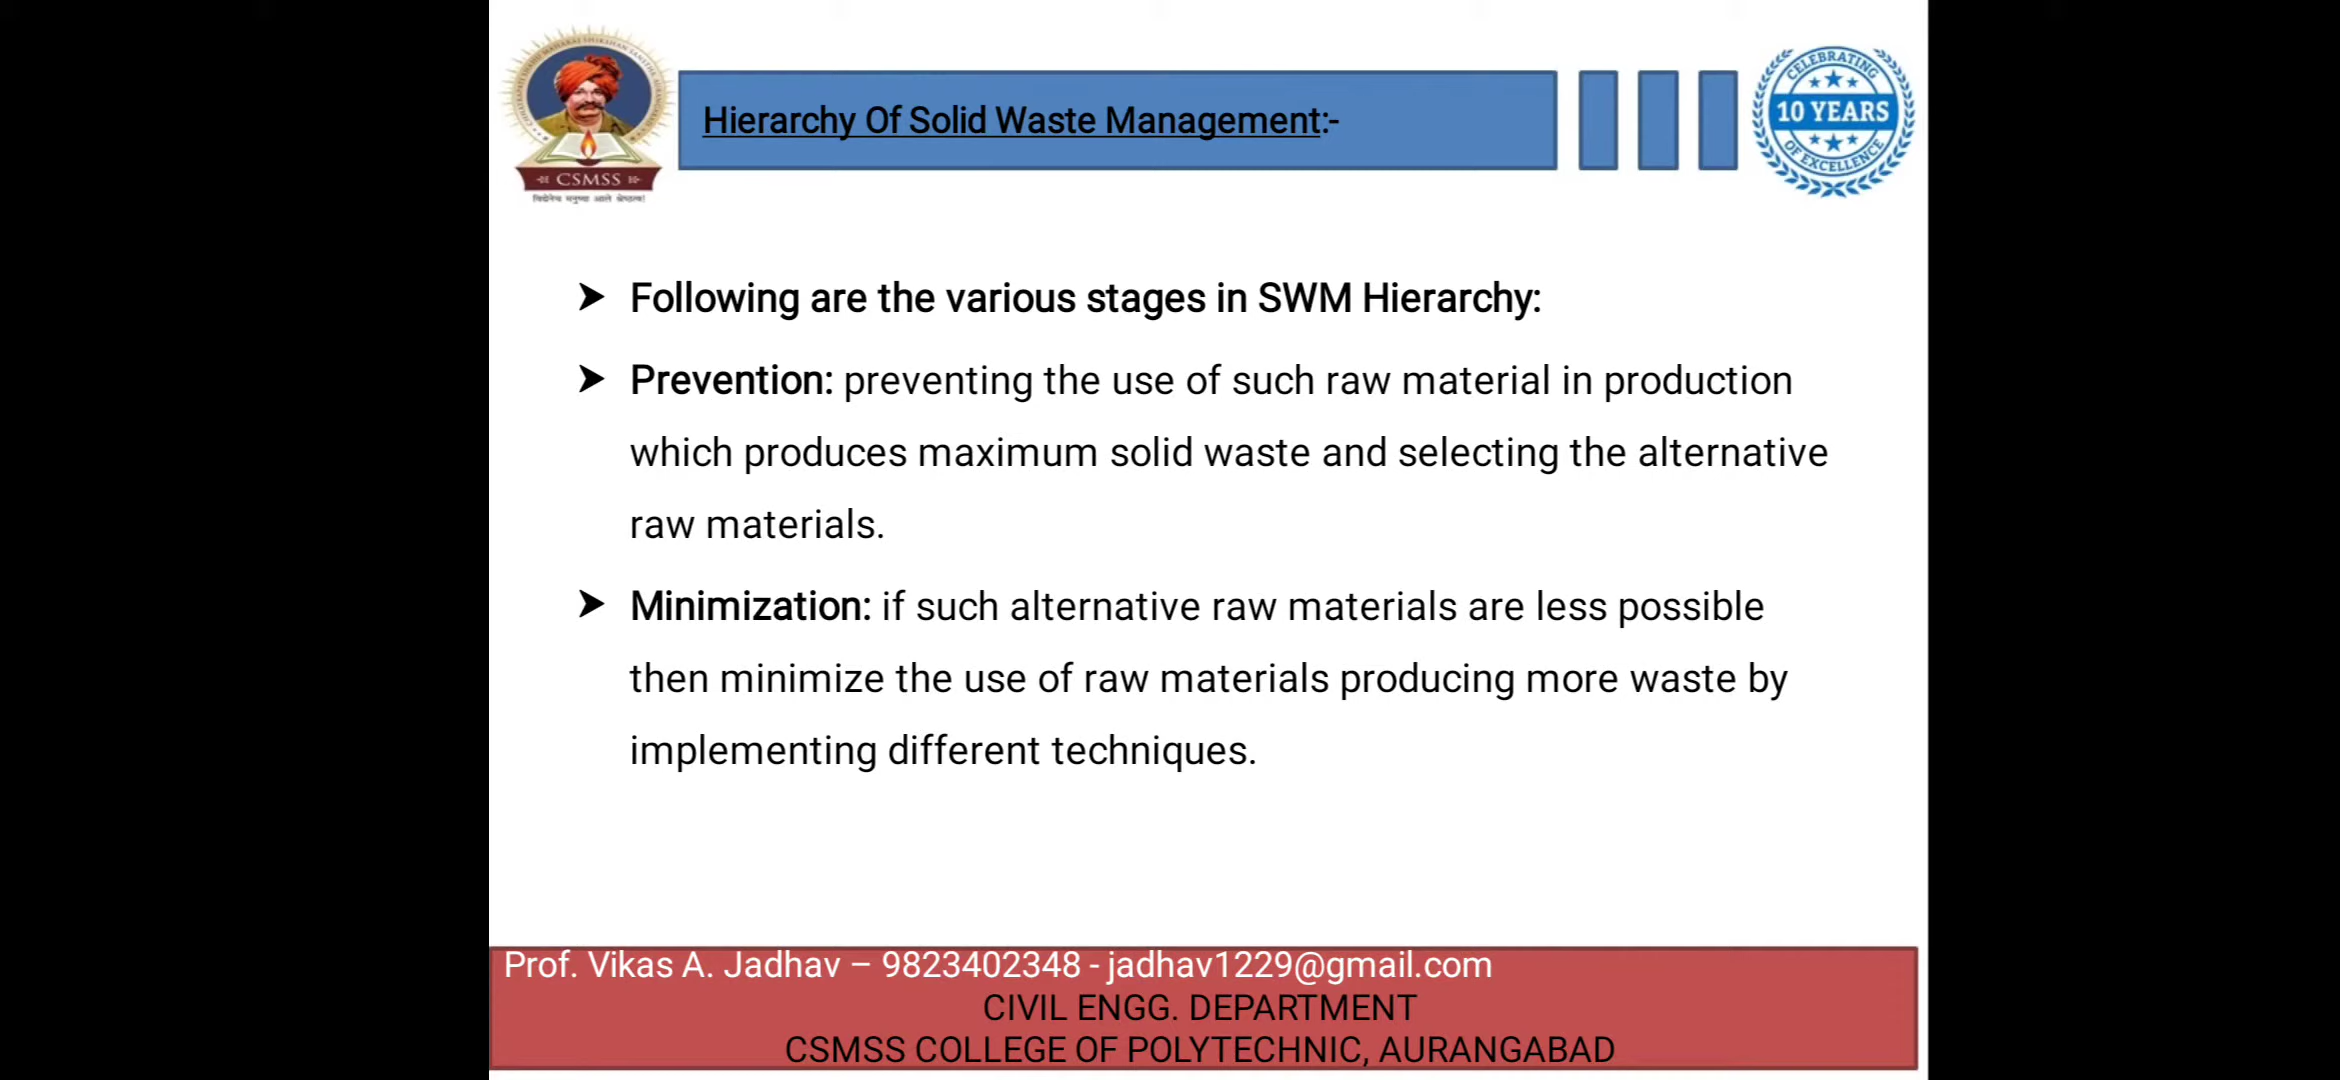 Hierarchy Of Solid Waste Management:-
CSMSS
CELEBRATING
10 YEARS
OF EXCELLENCE
➤ Following are the various stages in SWM Hierarchy:
➤ Prevention: preventing the use of such raw material in production
which produces maximum solid waste and selecting the alternative
raw materials.
➤ Minimization: if such alternative raw materials are less possible
then minimize the use of raw materials producing more waste by
implementing different techniques.
Prof. Vikas A. Jadhav – 9823402348 - jadhav1229@gmail.com
CIVIL ENGG. DEPARTMENT
CSMSS COLLEGE OF POLYTECHNIC, AURANGABAD